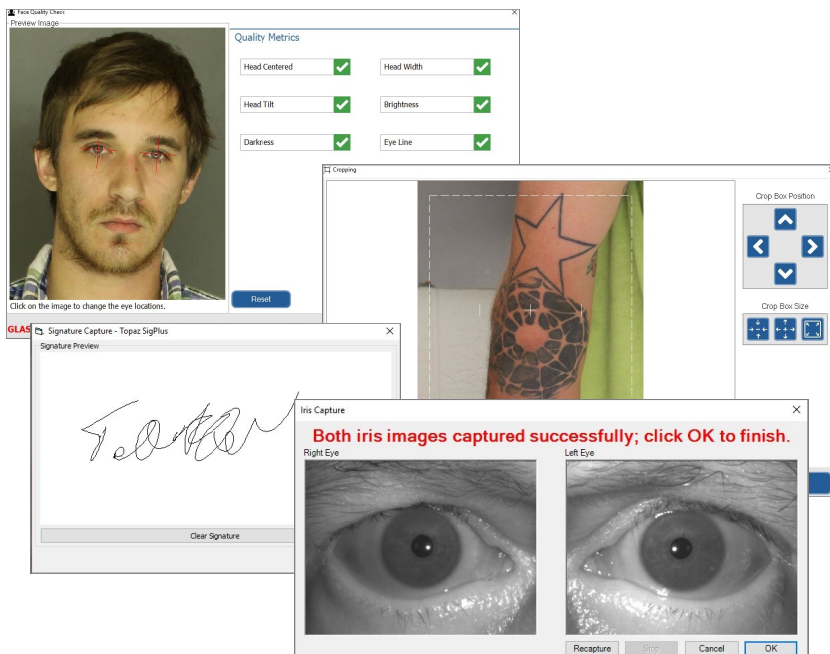 Face Quality Check
Preview Image
Quality Metrics
Head Centered
Head Width
Head Tilt
Brightness
Darkness
Eye Line
Click on the image to change the eye locations.
Reset
Cropping
Crop Box Position
Crop Box Size
Signature Capture - Topaz SigPlus
Signature Preview
Clear Signature
Iris Capture
Both iris images captured successfully; click OK to finish.
Right Eye
Left Eye
Recapture
Stop
Cancel
OK